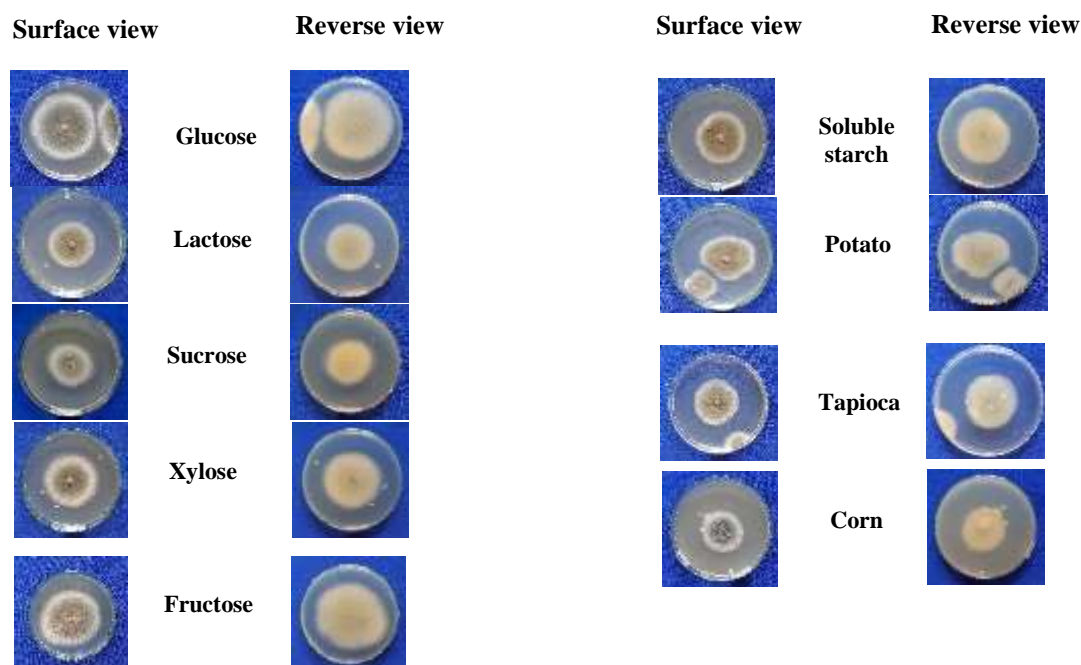 Surface view
Reverse view
Glucose
Lactose
Sucrose
Xylose
Fructose
Surface view
Reverse view
Soluble
starch
Potato
Tapioca
Corn